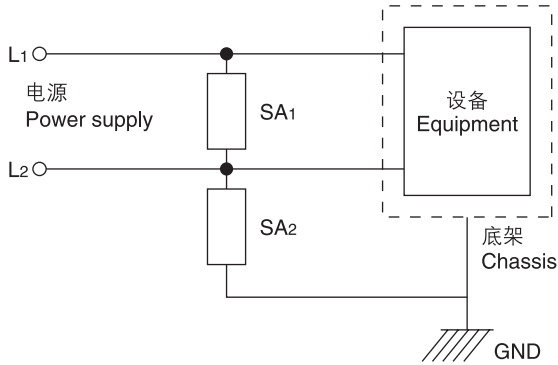 L1
电源
Power supply
SA1
设备
Equipment
L2
SA2
底架
Chassis
GND